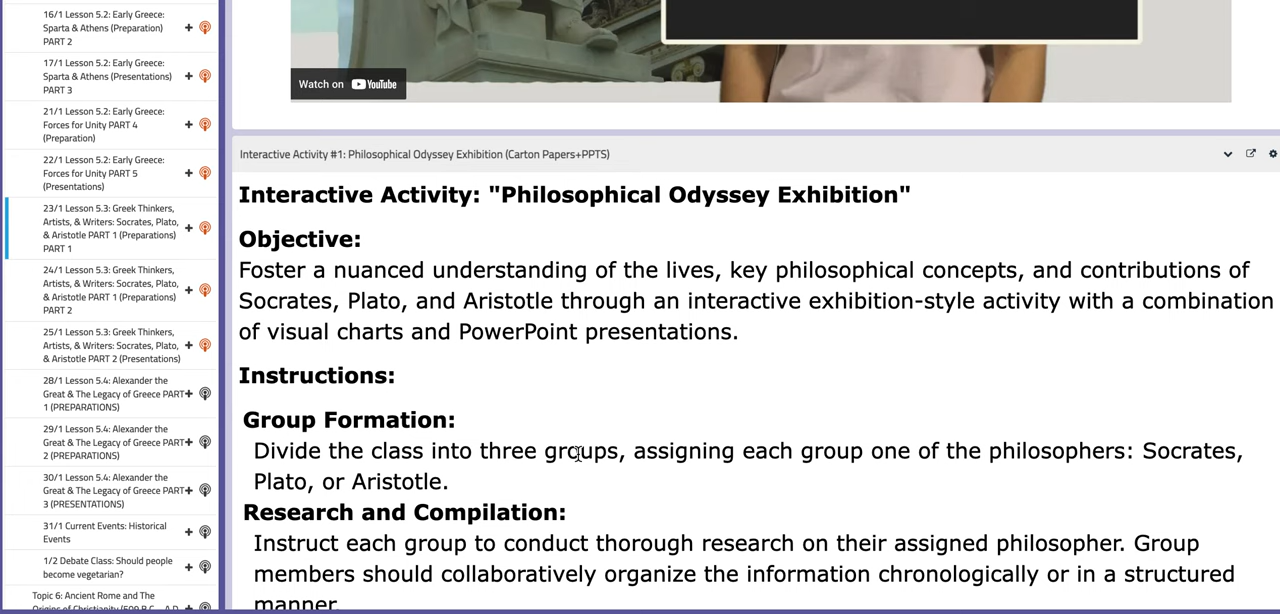 16/1 Lesson 5.2: Early Greece:
Sparta & Athens (Preparation)
PART 2
17/1 Lesson 5.2: Early Greece:
Sparta & Athens (Presentations)
PART 3
21/1 Lesson 5.2: Early Greece:
Forces for Unity PART 4
(Preparation)
22/1 Lesson 5.2: Early Greece:
Forces for Unity PART 5
(Presentations)
23/1 Lesson 5.3: Greek Thinkers,
Artists, & Writers: Socrates, Plato,
& Aristotle PART 1 (Preparations)
PART 1
24/1 Lesson 5.3: Greek Thinkers,
Artists, & Writers: Socrates, Plato,
& Aristotle PART 1 (Preparations)
PART 2
25/1 Lesson 5.3: Greek Thinkers,
Artists, & Writers: Socrates, Plato,
& Aristotle PART 2 (Presentations)
28/1 Lesson 5.4: Alexander the
Great & The Legacy of Greece PART
1 (PREPARATIONS)
29/1 Lesson 5.4: Alexander the
Great & The Legacy of Greece PART
2 (PREPARATIONS)
30/1 Lesson 5.4: Alexander the
Great & The Legacy of Greece PART
3 (PRESENTATIONS)
31/1 Current Events: Historical
Events
1/2 Debate Class: Should people
become vegetarian?
Topic 6: Ancient Rome and The
Origins of Christianity (509 B.C. - A.D.
Watch on YouTube
Interactive Activity #1: Philosophical Odyssey Exhibition (Carton Papers+PPTS)
Interactive Activity: "Philosophical Odyssey Exhibition"
Objective:
Foster a nuanced understanding of the lives, key philosophical concepts, and contributions of
Socrates, Plato, and Aristotle through an interactive exhibition-style activity with a combination
of visual charts and PowerPoint presentations.
Instructions:
Group Formation:
Divide the class into three groups, assigning each group one of the philosophers: Socrates,
Plato, or Aristotle.
Research and Compilation:
Instruct each group to conduct thorough research on their assigned philosopher. Group
members should collaboratively organize the information chronologically or in a structured
manner.